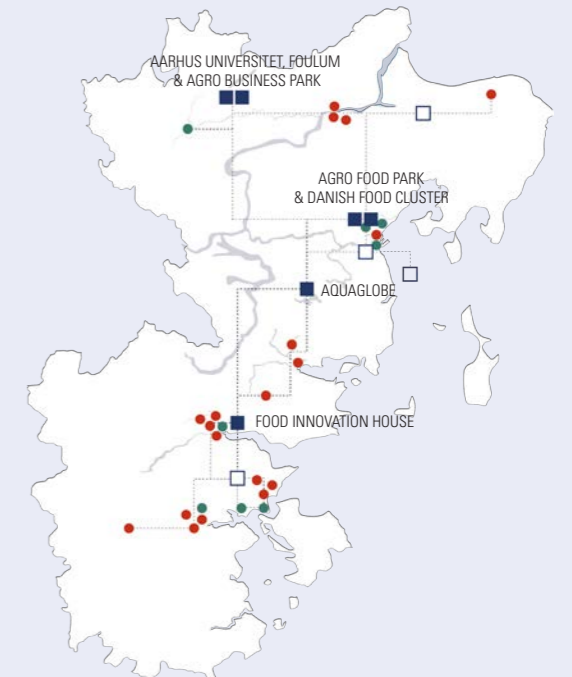 AARHUS UNIVERSITET, FOULUM
& AGRO BUSINESS PARK
AGRO FOOD PARK
& DANISH FOOD CLUSTER
AQUAGLOBE
FOOD INNOVATION HOUSE